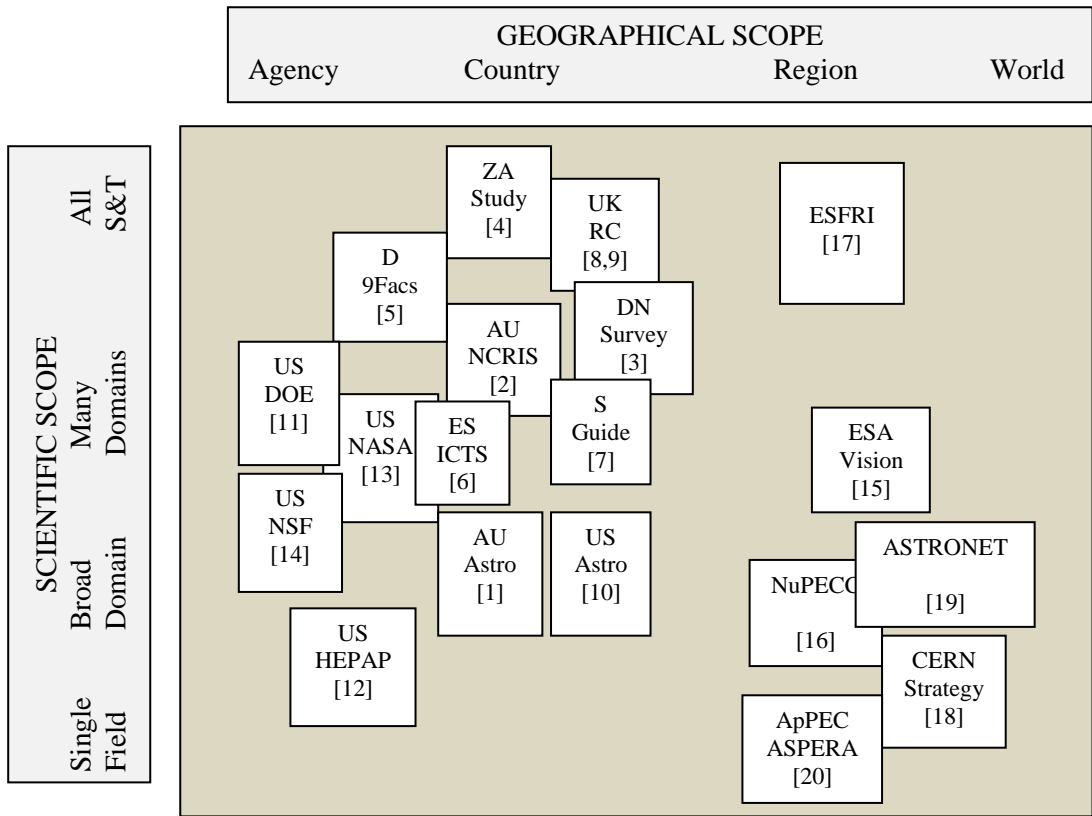 GEOGRAPHICAL SCOPE
Agency Country Region World
SCIENTIFIC SCOPE
All
S&T
Many
Domains
Broad
Domain
Single
Field
ZA
Study
[4]
UK
RC
[8,9]
ESFRI
[17]
D
9Facs
[5]
DN
Survey
[3]
AU
NCRIS
[2]
US
DOE
[11]
US
NASA
[13]
ES
ICTS
[6]
S
Guide
[7]
ESA
Vision
[15]
US
NSF
[14]
AU
Astro
[1]
US
Astro
[10]
ASTRONET
[19]
[16]
US
HEPAP
[12]
CERN
Strategy
[18]
ApPEC
ASPERA
[20]